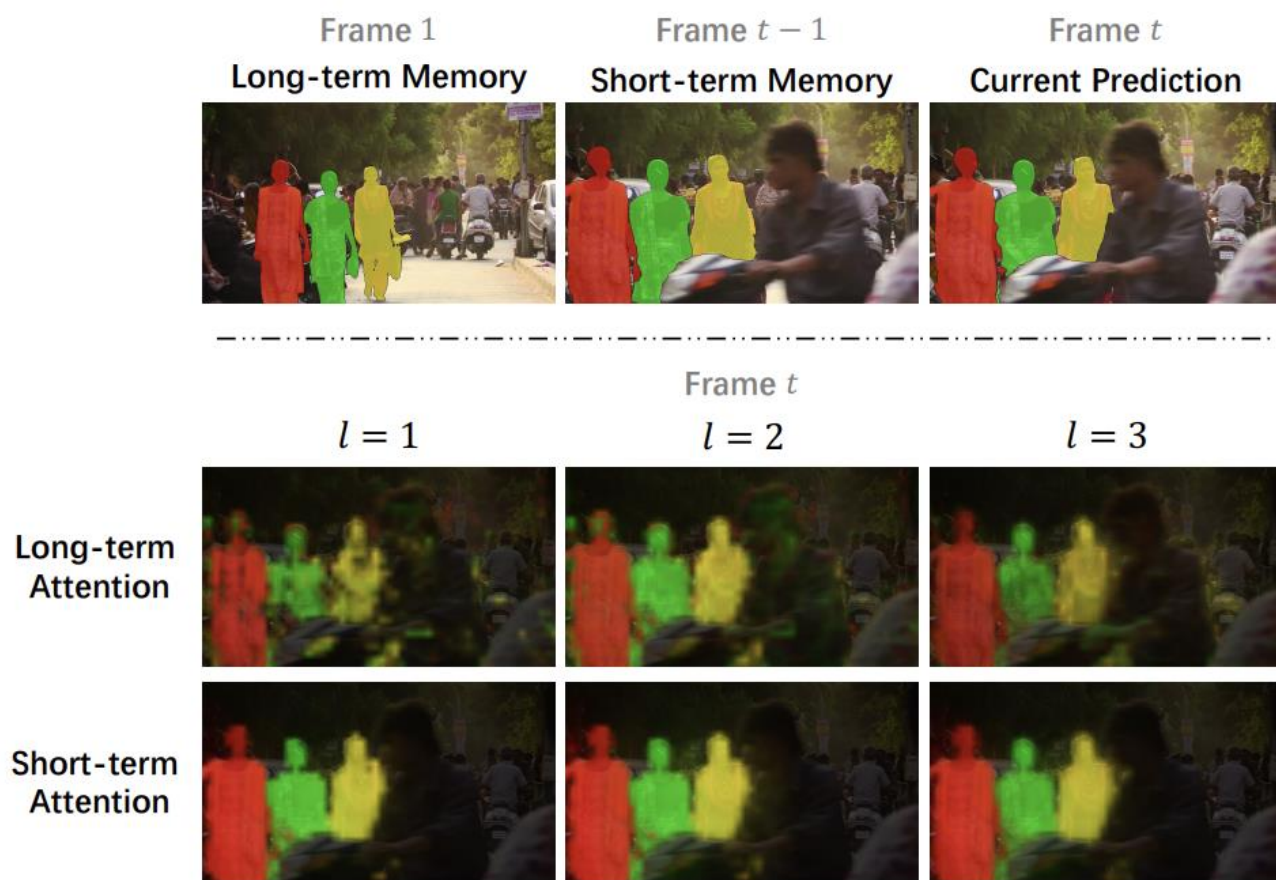 Frame 1
Frame t − 1
Frame t
Long-term Memory
Short-term Memory
Current Prediction
Frame t
l = 1
l = 2
l = 3
Long-term
Attention
Short-term
Attention